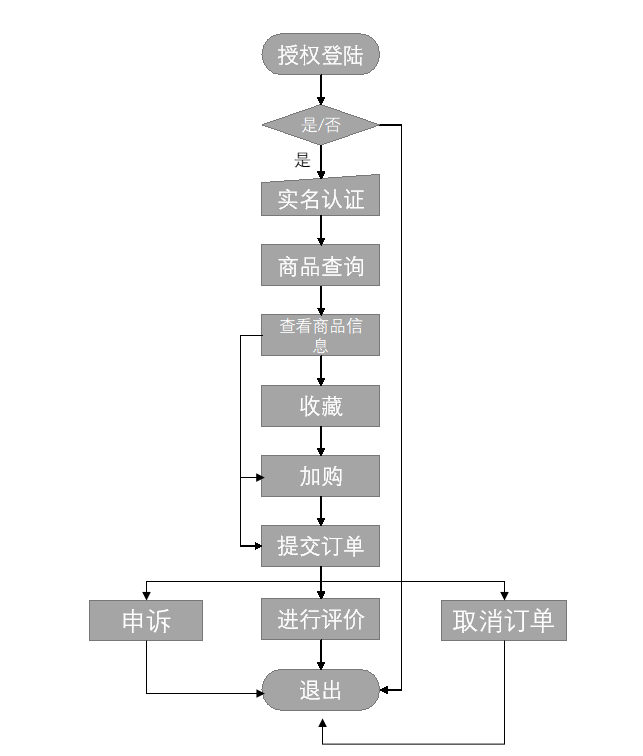 授权登陆
是/否
是
实名认证
商品查询
查看商品信
息
收藏
加购
提交订单
申诉
进行评价
取消订单
退出